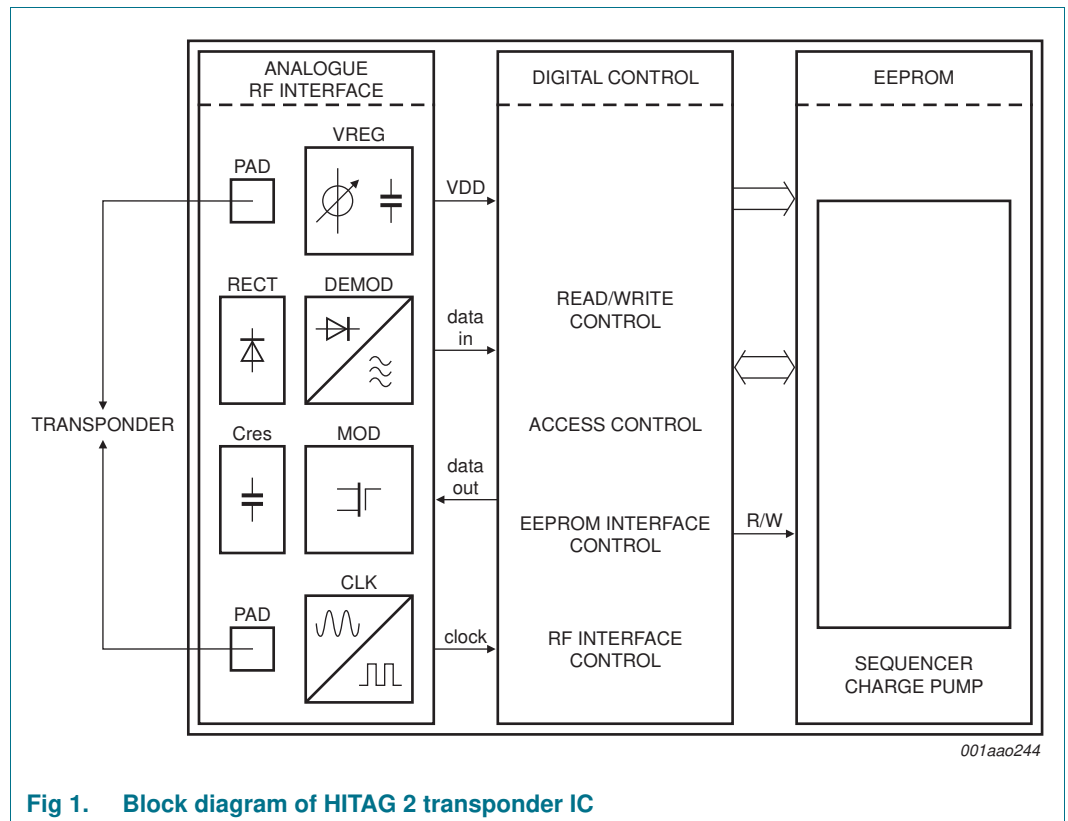 ANALOGUE
RF INTERFACE
DIGITAL CONTROL
EEPROM
VREG
PAD
VDD
RECT
DEMOD
data
in
READ/WRITE
CONTROL
TRANSPONDER
Cres
MOD
data
out
ACCESS CONTROL
EEPROM INTERFACE
CONTROL
R/W
CLK
PAD
clock
RF INTERFACE
CONTROL
SEQUENCER
CHARGE PUMP
001aao244
Fig 1. Block diagram of HITAG 2 transponder IC